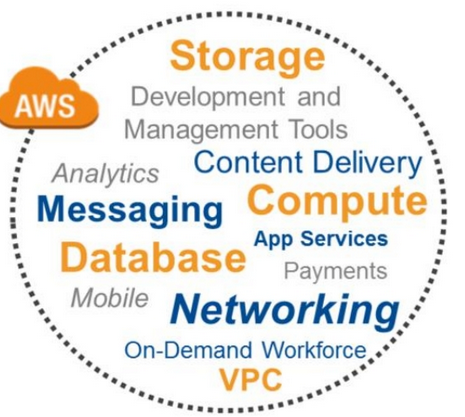 Storage
AWS
Development and
Management Tools
Content Delivery
Analytics
Messaging
Compute
App Services
Database
Payments
Mobile
Networking
On-Demand Workforce
VPC